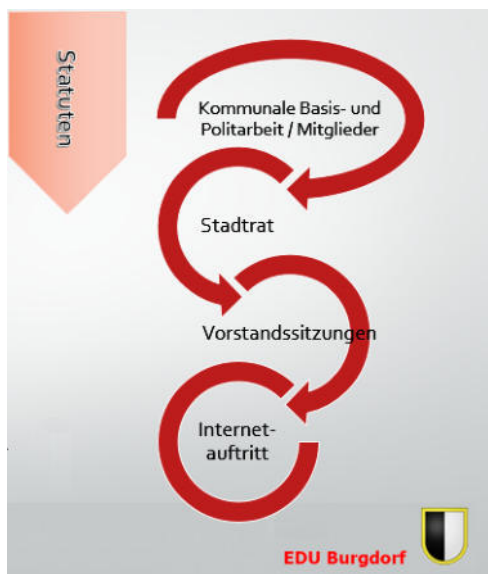 Statuten
Kommunale Basis- und
Politarbeit / Mitglieder
Stadtrat
Vorstandssitzungen
Internet-
auftritt
EDU Burgdorf